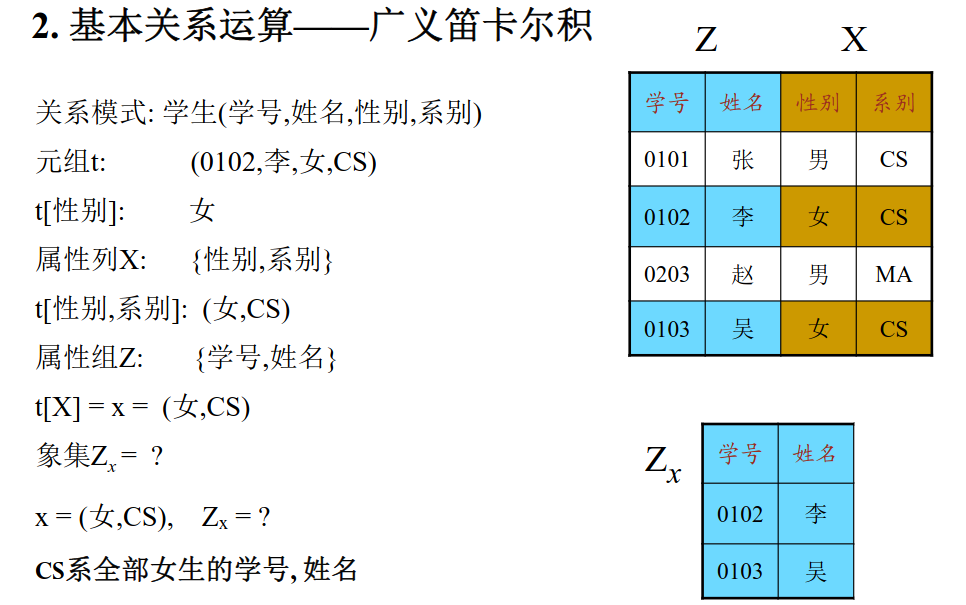 2. 基本关系运算——广义笛卡尔积
关系模式: 学生(学号,姓名,性别,系别)
元组t: (0102,李,女,CS)
t[性别]: 女
属性列X: {性别,系别}
t[性别,系别]: (女,CS)
属性组Z: {学号,姓名}
t[X] = x = (女,CS)
象集Zx = ?
x = (女,CS), Zx = ?
CS系全部女生的学号, 姓名
Z X
学号 姓名 性别 系别
0101 张 男 CS
0102 李 女 CS
0203 赵 男 MA
0103 吴 女 CS
Zx
学号 姓名
0102 李
0103 吴